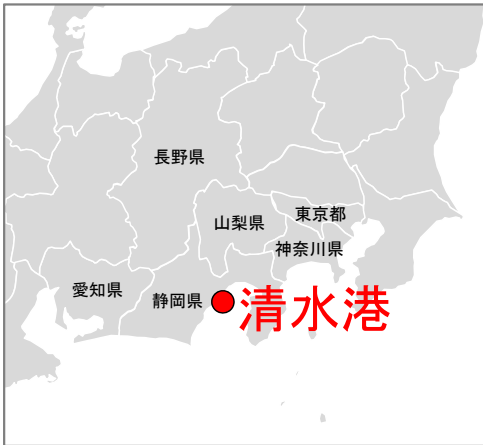 長野県
山梨県
東京都
神奈川県
愛知県
静岡県
清水港